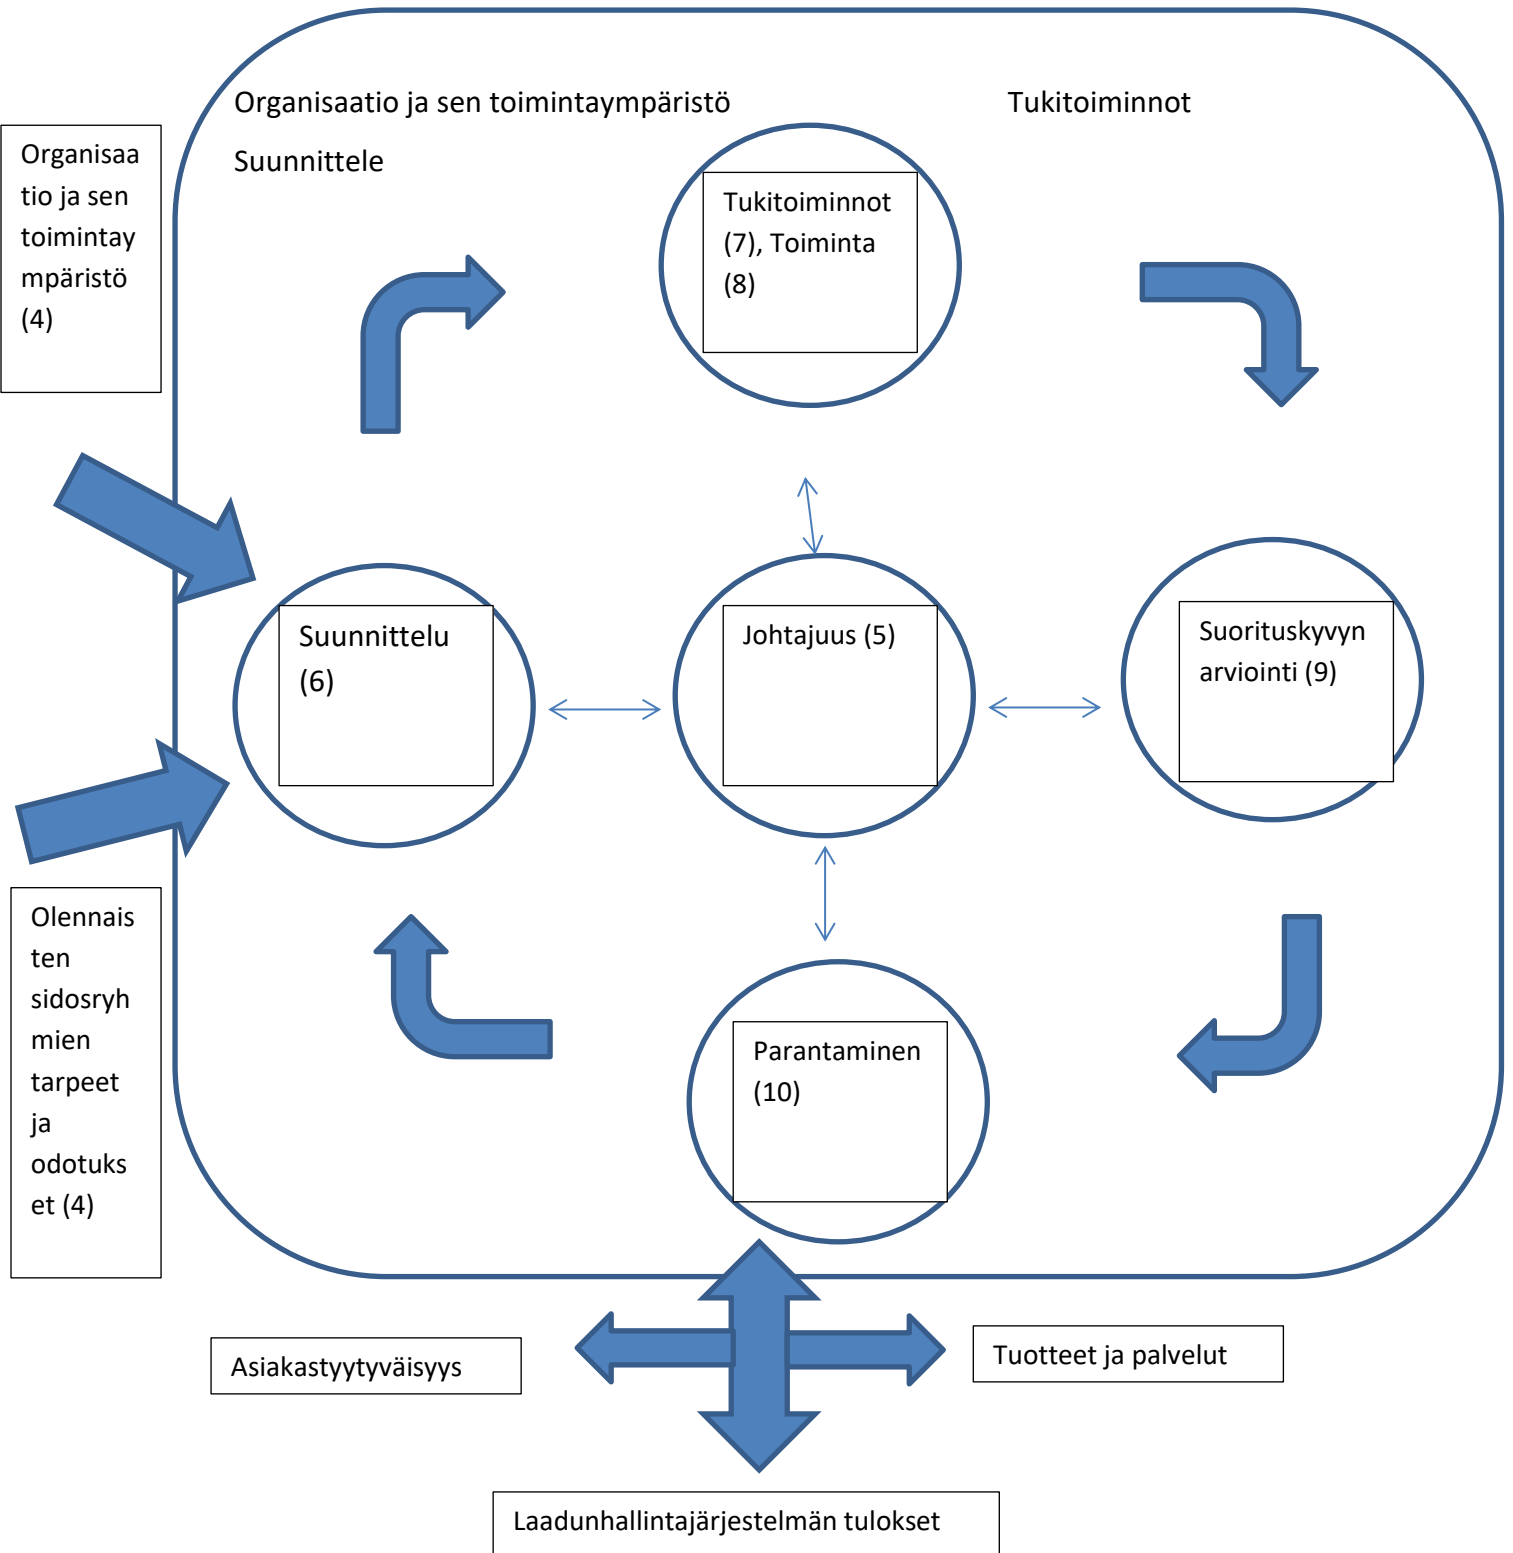 Organisaatio ja sen toimintaympäristö
Tukitoiminnot
Suunnittele
Organisaa
tio ja sen
toimintay
mpäristö
(4)
Tukitoiminnot
(7), Toiminta
(8)
Suunnittelu
(6)
Johtajuus (5)
Suorituskyvyn
arviointi (9)
Olennais
ten
sidosryh
mien
tarpeet
ja
odotuks
et (4)
Parantaminen
(10)
Asiakastyytyväisyys
Tuotteet ja palvelut
Laadunhallintajärjestelmän tulokset